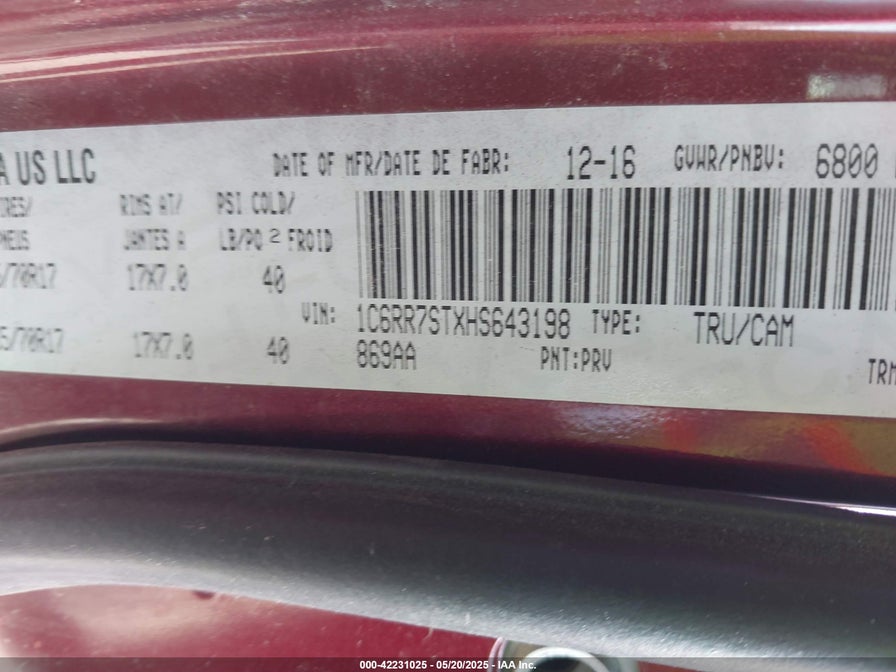 A US LLC
DATE OF MFR/DATE DE FABR: 12-16 GVWR/PNBV: 6800
RIMS AT/ PSI COLD/
JANTES A LB/PO 2 FROID
/70R17 17X7.0 40
VIN: 1C6RR7STXHS643198 TYPE: TRU/CAM
5/70R17 17X7.0 40 869AA PNT:PRV TRM
000-42231025 - 05/20/2025 - IAA Inc.